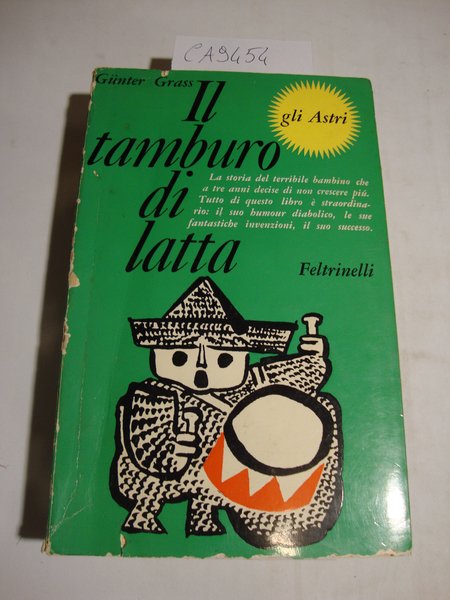 CA9454
Günter Grass
Il
tamburo
di
latta
gli Astri
La storia del terribile bambino che
a tre anni decise di non crescere piú.
Tutto di questo libro è straordina-
rio: il suo humour diabolico, le sue
fantastiche invenzioni, il suo successo.
Feltrinelli